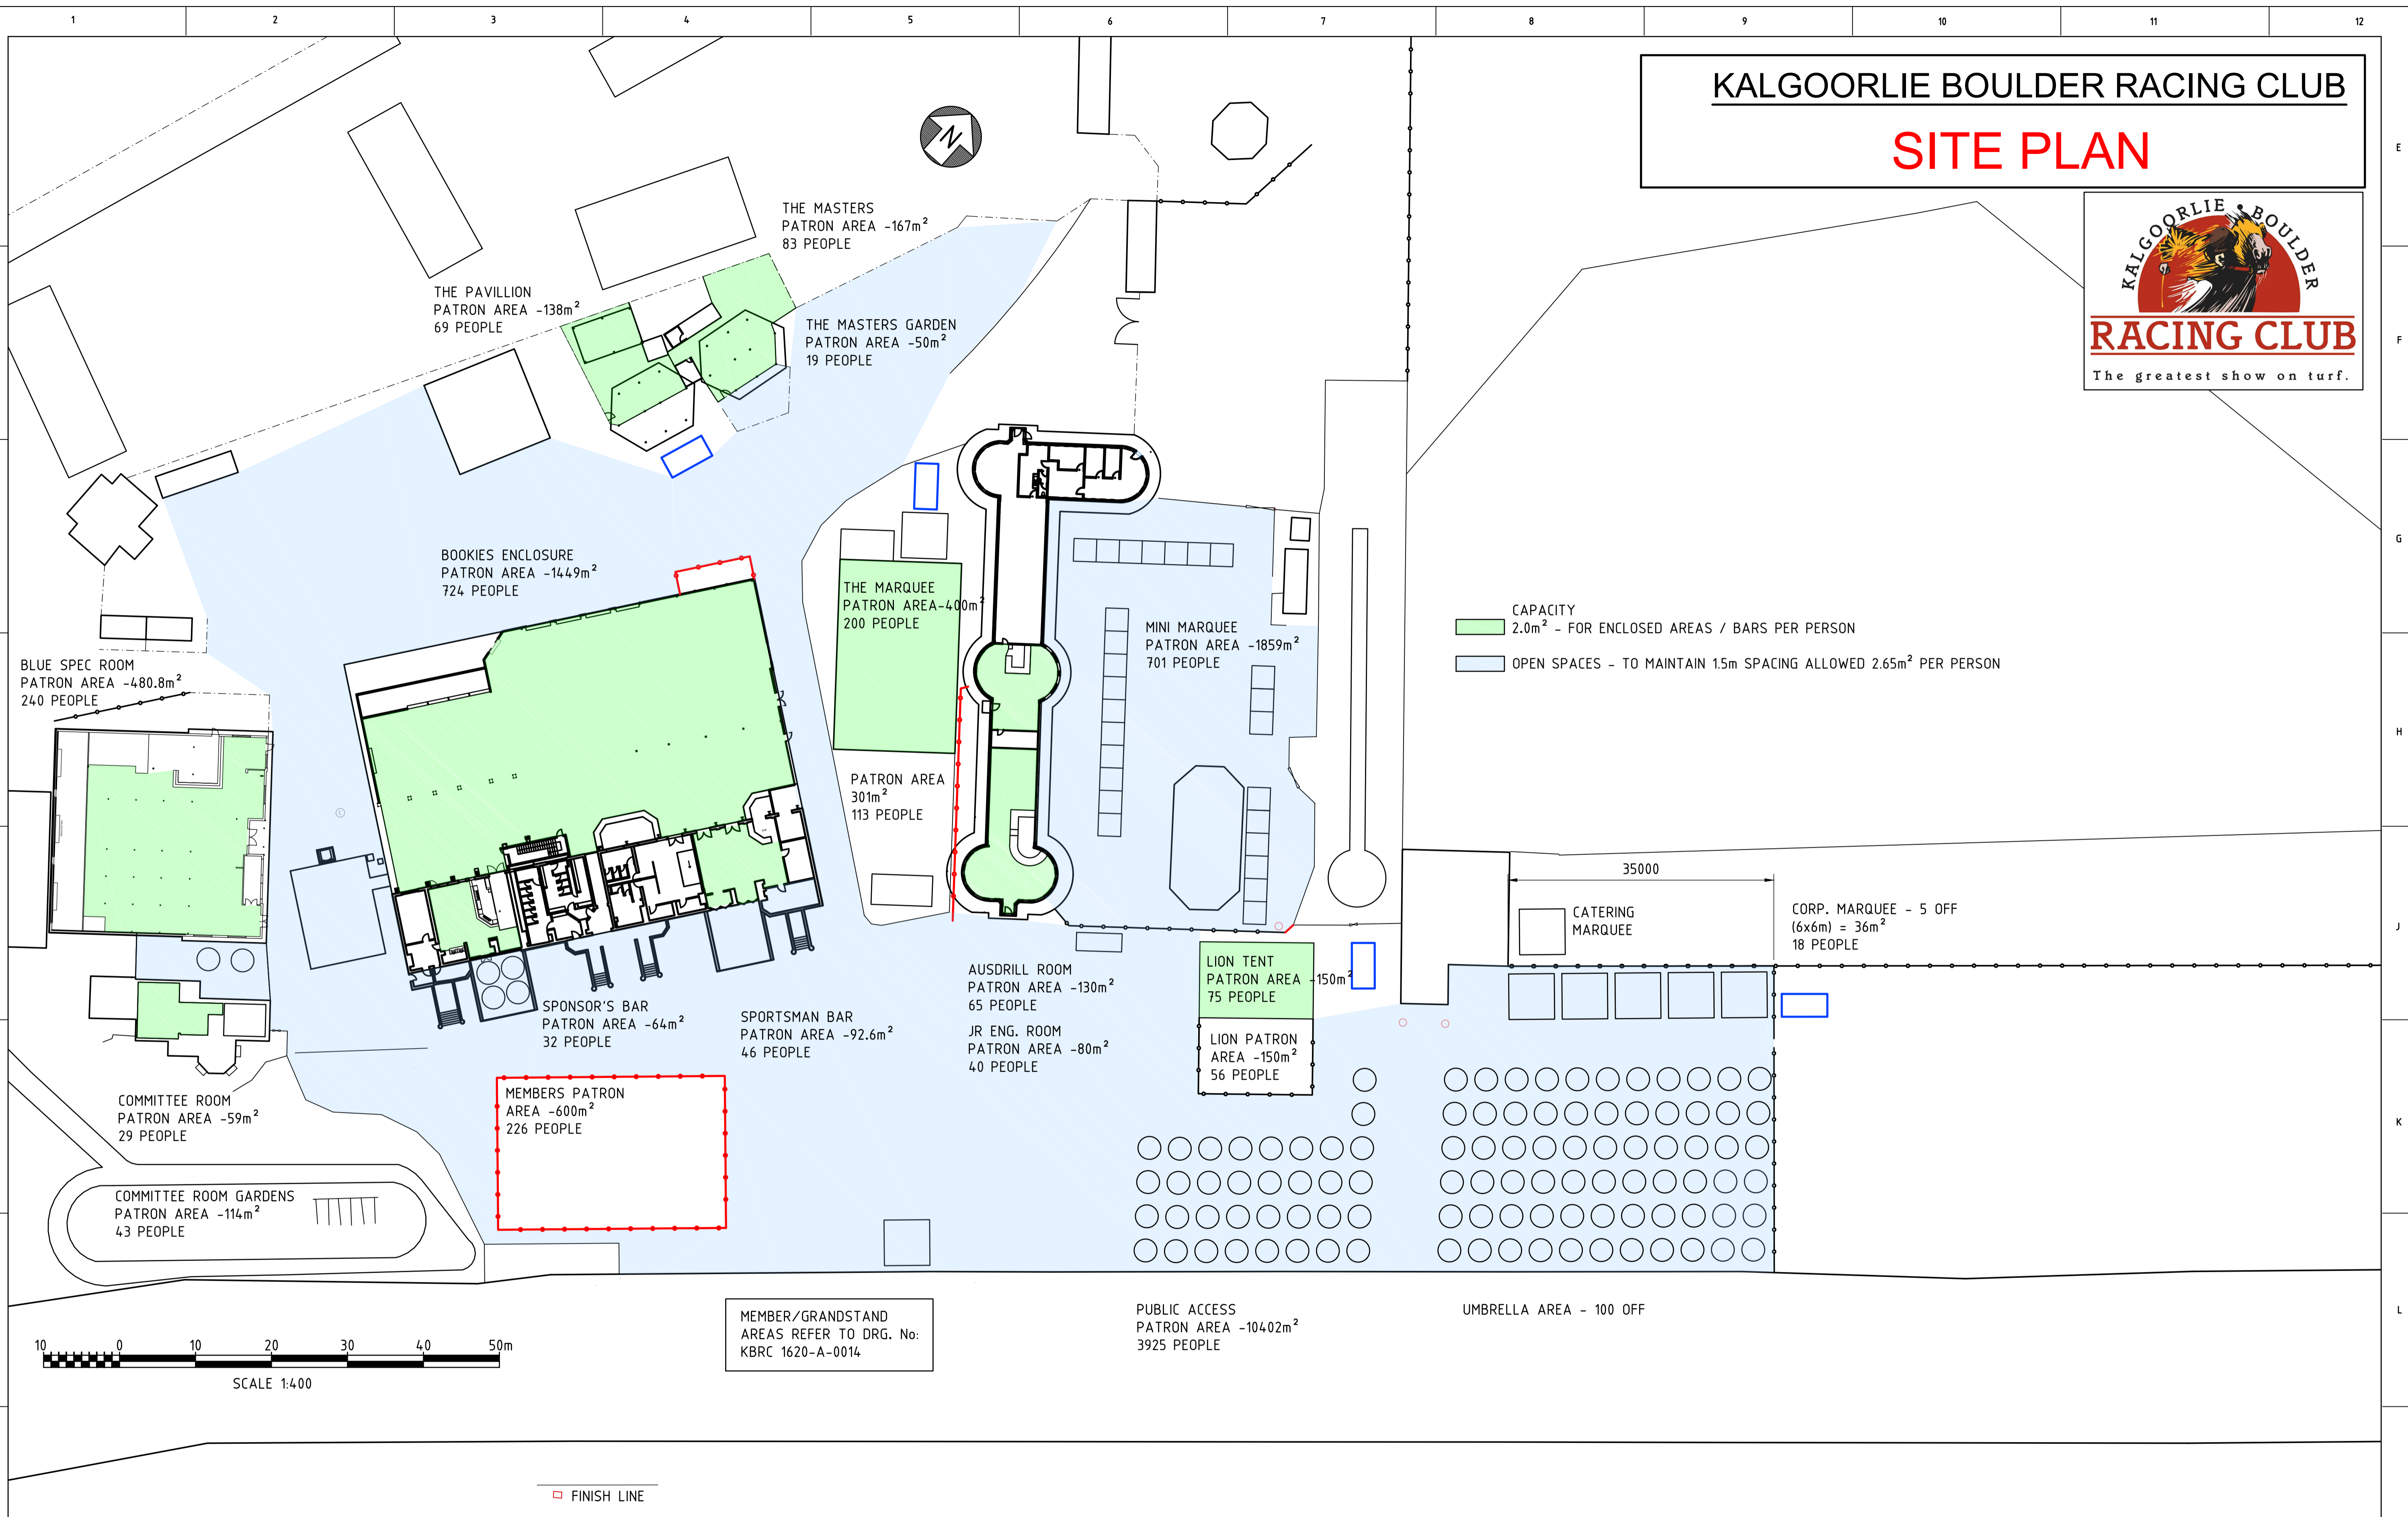 1 2 3 4 5 6 7 8 9 10 11 12
KALGOORLIE BOULDER RACING CLUB
SITE PLAN
KALGOORLIE • BOULDER
RACING CLUB
The greatest show on turf.
E
F
G
H
J
K
L
N
THE MASTERS
PATRON AREA -167m²
83 PEOPLE
THE PAVILLION
PATRON AREA -138m²
69 PEOPLE
THE MASTERS GARDEN
PATRON AREA -50m²
19 PEOPLE
BOOKIES ENCLOSURE
PATRON AREA -1449m²
724 PEOPLE
THE MARQUEE
PATRON AREA-400m²
200 PEOPLE
MINI MARQUEE
PATRON AREA -1859m²
701 PEOPLE
CAPACITY
2.0m² - FOR ENCLOSED AREAS / BARS PER PERSON
OPEN SPACES - TO MAINTAIN 1.5m SPACING ALLOWED 2.65m² PER PERSON
BLUE SPEC ROOM
PATRON AREA -480.8m²
240 PEOPLE
PATRON AREA
301m²
113 PEOPLE
C
35000
CATERING
MARQUEE
CORP. MARQUEE - 5 OFF
(6x6m) = 36m²
18 PEOPLE
AUSDRILL ROOM
PATRON AREA -130m²
65 PEOPLE
JR ENG. ROOM
PATRON AREA -80m²
40 PEOPLE
LION TENT
PATRON AREA -150m²
75 PEOPLE
LION PATRON
AREA -150m²
56 PEOPLE
SPONSOR'S BAR
PATRON AREA -64m²
32 PEOPLE
SPORTSMAN BAR
PATRON AREA -92.6m²
46 PEOPLE
MEMBERS PATRON
AREA -600m²
226 PEOPLE
COMMITTEE ROOM
PATRON AREA -59m²
29 PEOPLE
COMMITTEE ROOM GARDENS
PATRON AREA -114m²
43 PEOPLE
MEMBER/GRANDSTAND
AREAS REFER TO DRG. No:
KBRC 1620-A-0014
PUBLIC ACCESS
PATRON AREA -10402m²
3925 PEOPLE
UMBRELLA AREA - 100 OFF
10 0 10 20 30 40 50m
SCALE 1:400
FINISH LINE